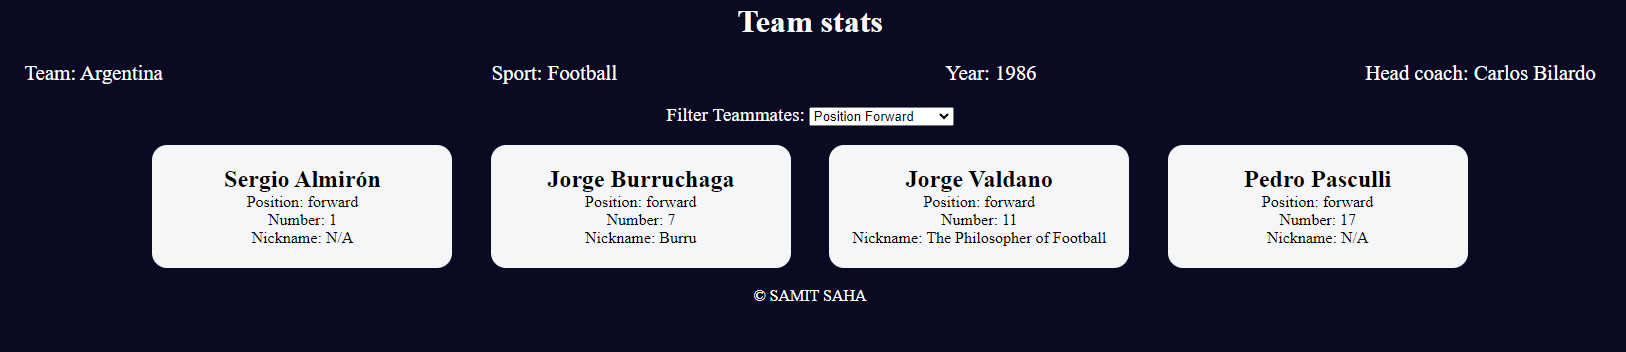 Team stats
Team: Argentina Sport: Football Year: 1986 Head coach: Carlos Bilardo
Filter Teammates: Position Forward
Sergio Almirón
Position: forward
Number: 1
Nickname: N/A
Jorge Burruchaga
Position: forward
Number: 7
Nickname: Burru
Jorge Valdano
Position: forward
Number: 11
Nickname: The Philosopher of Football
Pedro Pasculli
Position: forward
Number: 17
Nickname: N/A
© SAMIT SAHA